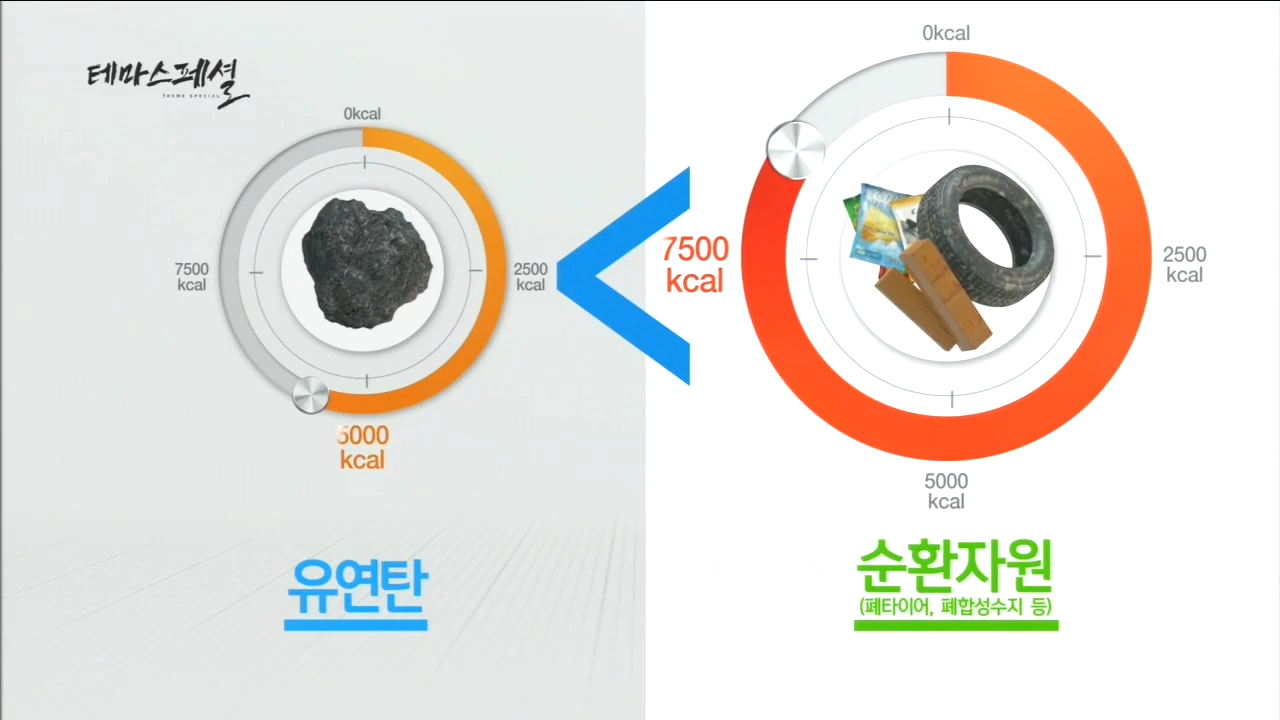 테마스페셜
THEME SPECIAL
0kcal
2500
kcal
5000
kcal
7500
kcal
유연탄
0kcal
2500
kcal
5000
kcal
7500
kcal
순환자원
(폐타이어, 폐합성수지 등)